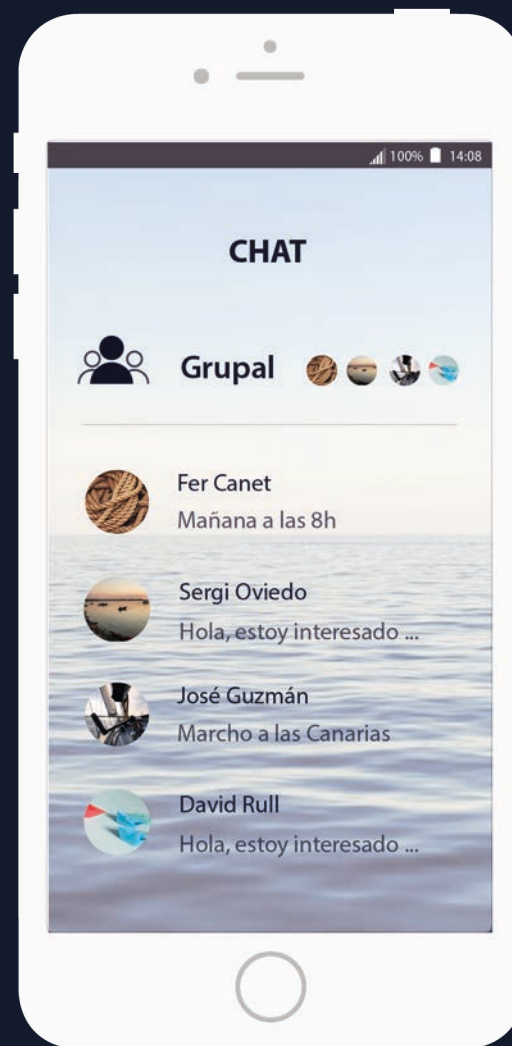 100% 14:08
CHAT
Grupal
Fer Canet
Mañana a las 8h
Sergi Oviedo
Hola, estoy interesado ...
José Guzmán
Marcho a las Canarias
David Rull
Hola, estoy interesado ...